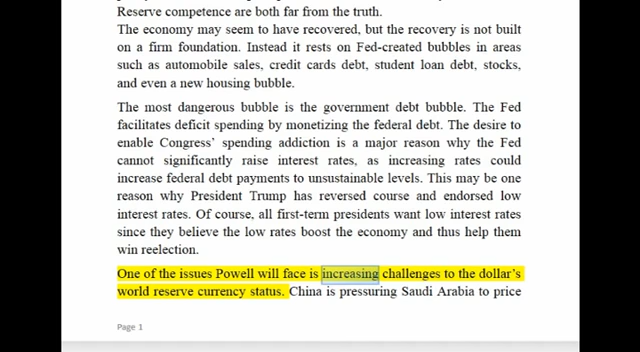 Reserve competence are both far from the truth.
The economy may seem to have recovered, but the recovery is not built
on a firm foundation. Instead it rests on Fed-created bubbles in areas
such as automobile sales, credit cards debt, student loan debt, stocks,
and even a new housing bubble.
The most dangerous bubble is the government debt bubble. The Fed
facilitates deficit spending by monetizing the federal debt. The desire to
enable Congress’ spending addiction is a major reason why the Fed
cannot significantly raise interest rates, as increasing rates could
increase federal debt payments to unsustainable levels. This may be one
reason why President Trump has reversed course and endorsed low
interest rates. Of course, all first-term presidents want low interest rates
since they believe the low rates boost the economy and thus help them
win reelection.
One of the issues Powell will face is increasing challenges to the dollar’s
world reserve currency status. China is pressuring Saudi Arabia to price
Page 1